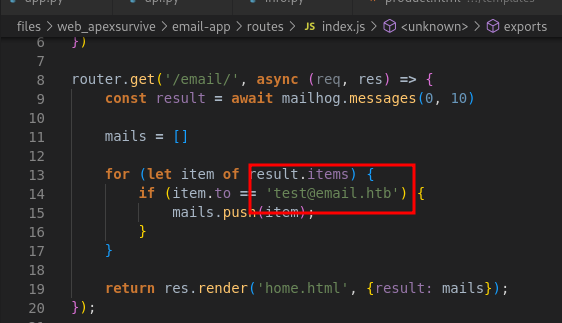 files > web_apexsurvive > email-app > routes > JS index.js > <unknown> > exports
6 })
7
8 router.get('/email/', async (req, res) => {
9 const result = await mailhog.messages(0, 10)
10
11 mails = []
12
13 for (let item of result.items) {
14 if (item.to == 'test@email.htb') {
15 mails.push(item);
16 }
17 }
18
19 return res.render('home.html', {result: mails});
20 });